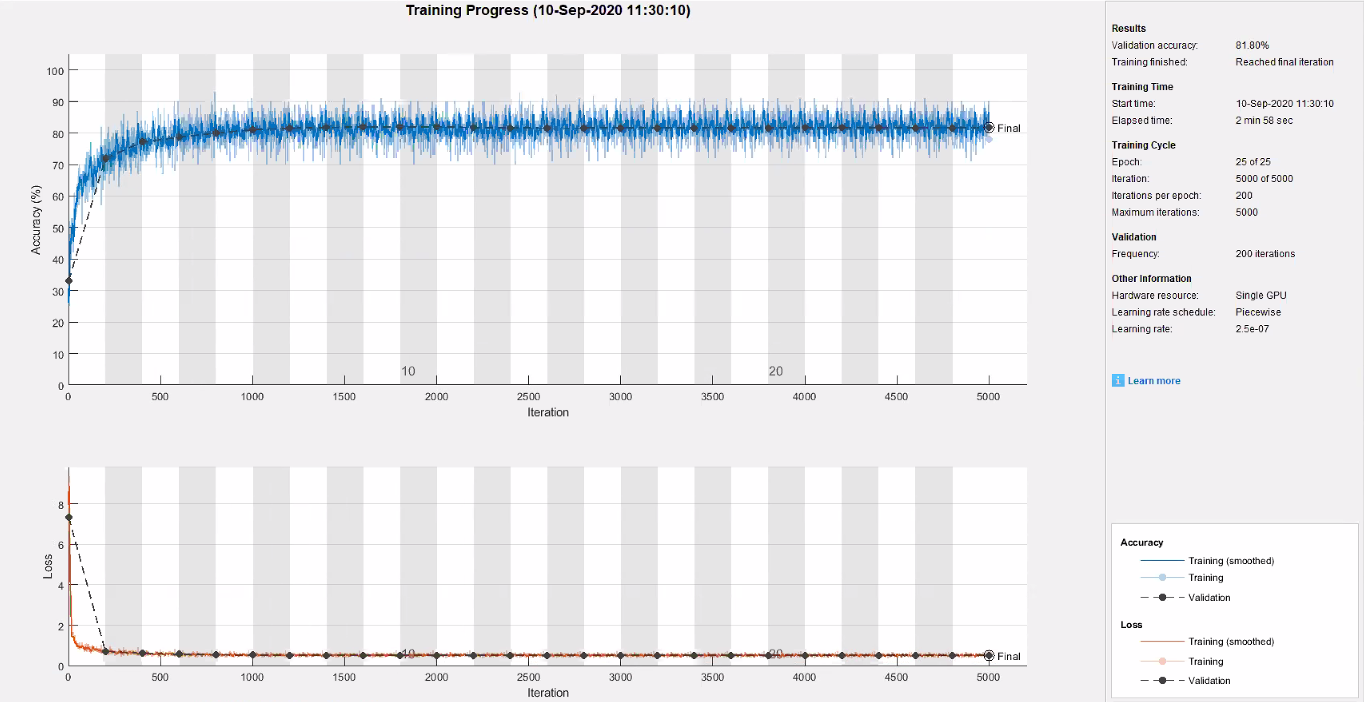 Training Progress (10-Sep-2020 11:30:10)
100
90
80
70
60
50
40
30
20
10
0
Accuracy (%)
Final
10
20
0
500
1000
1500
2000
2500
3000
3500
4000
4500
5000
Iteration
8
6
4
2
0
Loss
Final
10
20
0
500
1000
1500
2000
2500
3000
3500
4000
4500
5000
Iteration
Results
Validation accuracy: 81.80%
Training finished: Reached final iteration
Training Time
Start time: 10-Sep-2020 11:30:10
Elapsed time: 2 min 58 sec
Training Cycle
Epoch: 25 of 25
Iteration: 5000 of 5000
Iterations per epoch: 200
Maximum iterations: 5000
Validation
Frequency: 200 iterations
Other Information
Hardware resource: Single GPU
Learning rate schedule: Piecewise
Learning rate: 2.5e-07
i Learn more
Accuracy
Training (smoothed)
Training
Validation
Loss
Training (smoothed)
Training
Validation